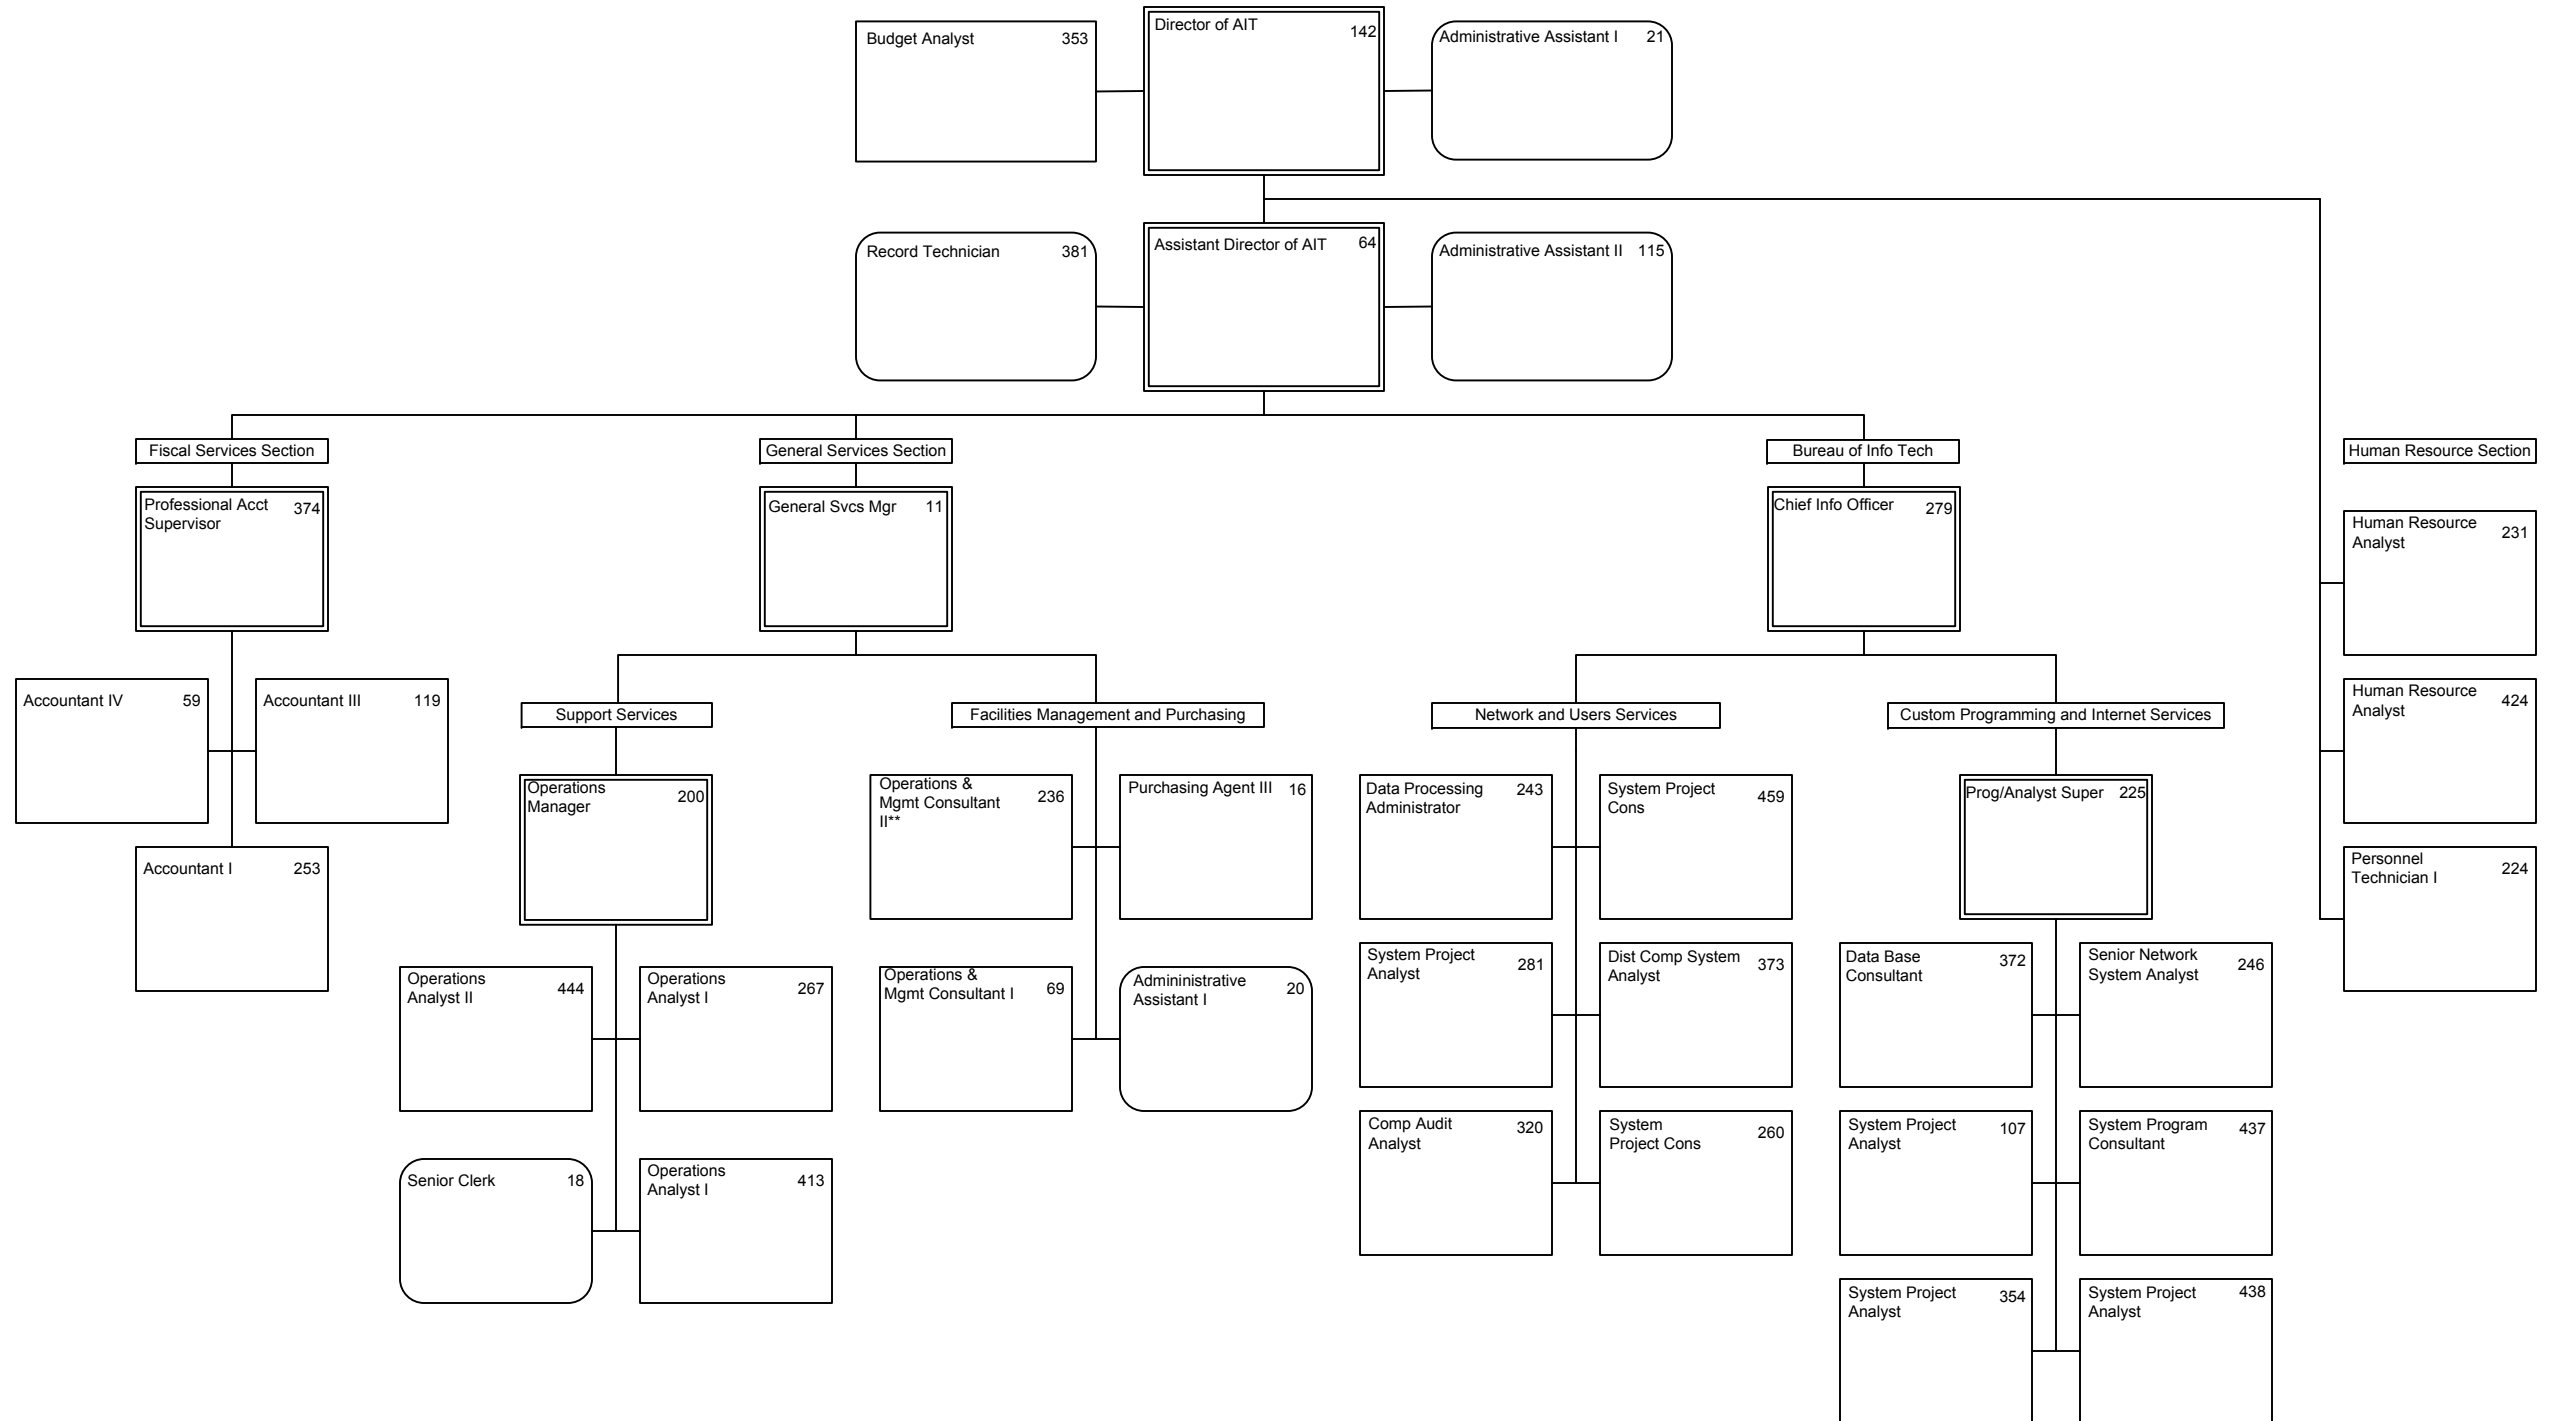 Budget Analyst 353
Director of AIT 142
Administrative Assistant I 21
Record Technician 381
Assistant Director of AIT 64
Administrative Assistant II 115
Fiscal Services Section
General Services Section
Bureau of Info Tech
Human Resource Section
Professional Acct 374
Supervisor
General Svcs Mgr 11
Chief Info Officer 279
Human Resource 231
Analyst
Accountant IV 59
Accountant III 119
Accountant I 253
Support Services
Facilities Management and Purchasing
Network and Users Services
Custom Programming and Internet Services
Human Resource 424
Analyst
Operations 200
Manager
Operations &
Mgmt Consultant 236
II**
Purchasing Agent III 16
Data Processing 243
Administrator
System Project 459
Cons
Prog/Analyst Super 225
Personnel 224
Technician I
Operations 444
Analyst II
Operations 267
Analyst I
Operations &
Mgmt Consultant I 69
Admininistrative 20
Assistant I
System Project 281
Analyst
Dist Comp System 373
Analyst
Data Base 372
Consultant
Senior Network 246
System Analyst
Senior Clerk 18
Operations 413
Analyst I
Comp Audit 320
Analyst
System 260
Project Cons
System Project 107
Analyst
System Program 437
Consultant
System Project 354
Analyst
System Project 438
Analyst